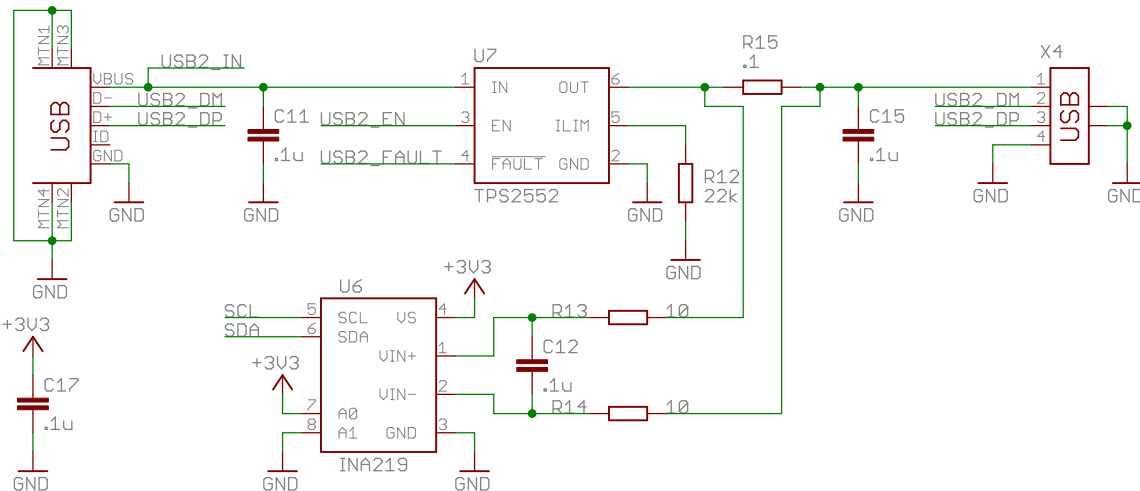 MTN1
MTN3
USB
VBUS
D-
D+
ID
GND
MTN4
MTN2
GND
GND
USB2_IN
USB2_DM
USB2_DP
C11
.1u
GND
USB2_EN
USB2_FAULT
U7
1 IN OUT 6
3 EN ILIM 5
4 FAULT GND 2
TPS2552
GND
R12
22k
GND
R15
.1
C15
.1u
GND
X4
USB2_DM
USB2_DP
1
2
3
4
USB
GND
GND
+3V3
C17
.1u
GND
SCL
SDA
+3V3
GND
U6
5 SCL VS 4
6 SDA
VIN+ 1
VIN- 2
7 A0
8 A1 GND 3
INA219
+3V3
GND
C12
.1u
R13 10
R14 10